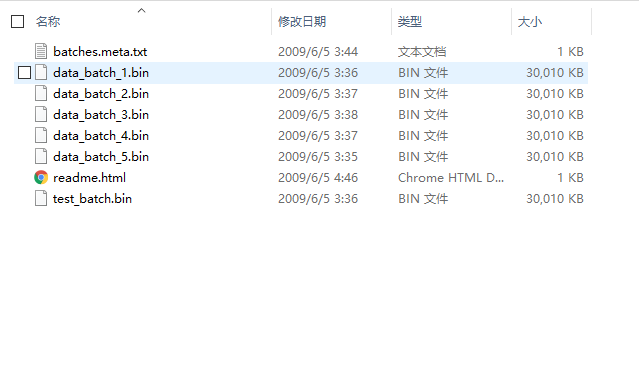 名称 修改日期 类型 大小
batches.meta.txt 2009/6/5 3:44 文本文档 1 KB
data_batch_1.bin 2009/6/5 3:36 BIN 文件 30,010 KB
data_batch_2.bin 2009/6/5 3:37 BIN 文件 30,010 KB
data_batch_3.bin 2009/6/5 3:38 BIN 文件 30,010 KB
data_batch_4.bin 2009/6/5 3:37 BIN 文件 30,010 KB
data_batch_5.bin 2009/6/5 3:35 BIN 文件 30,010 KB
readme.html 2009/6/5 4:46 Chrome HTML D... 1 KB
test_batch.bin 2009/6/5 3:36 BIN 文件 30,010 KB